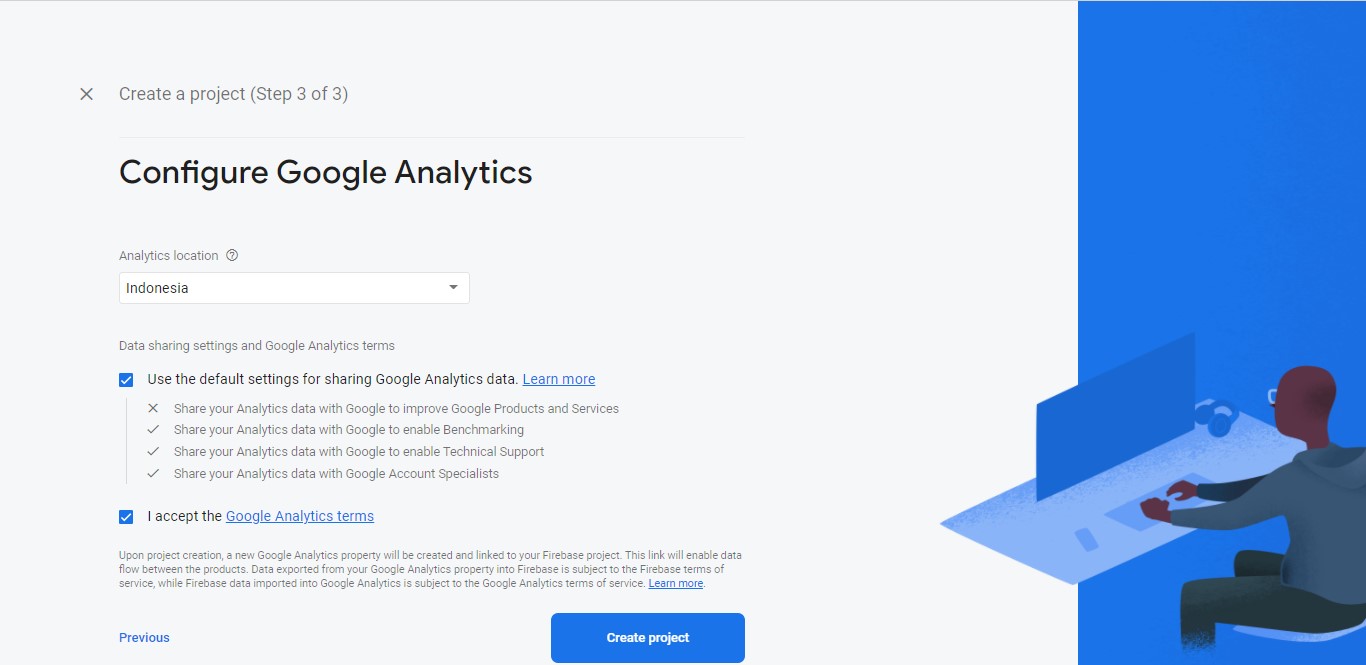 Create a project (Step 3 of 3)
Configure Google Analytics
Analytics location
Indonesia
Data sharing settings and Google Analytics terms
Use the default settings for sharing Google Analytics data. Learn more
Share your Analytics data with Google to improve Google Products and Services
Share your Analytics data with Google to enable Benchmarking
Share your Analytics data with Google to enable Technical Support
Share your Analytics data with Google Account Specialists
I accept the Google Analytics terms
Upon project creation, a new Google Analytics property will be created and linked to your Firebase project. This link will enable data
flow between the products. Data exported from your Google Analytics property into Firebase is subject to the Firebase terms of
service, while Firebase data imported into Google Analytics is subject to the Google Analytics terms of service. Learn more.
Previous
Create project